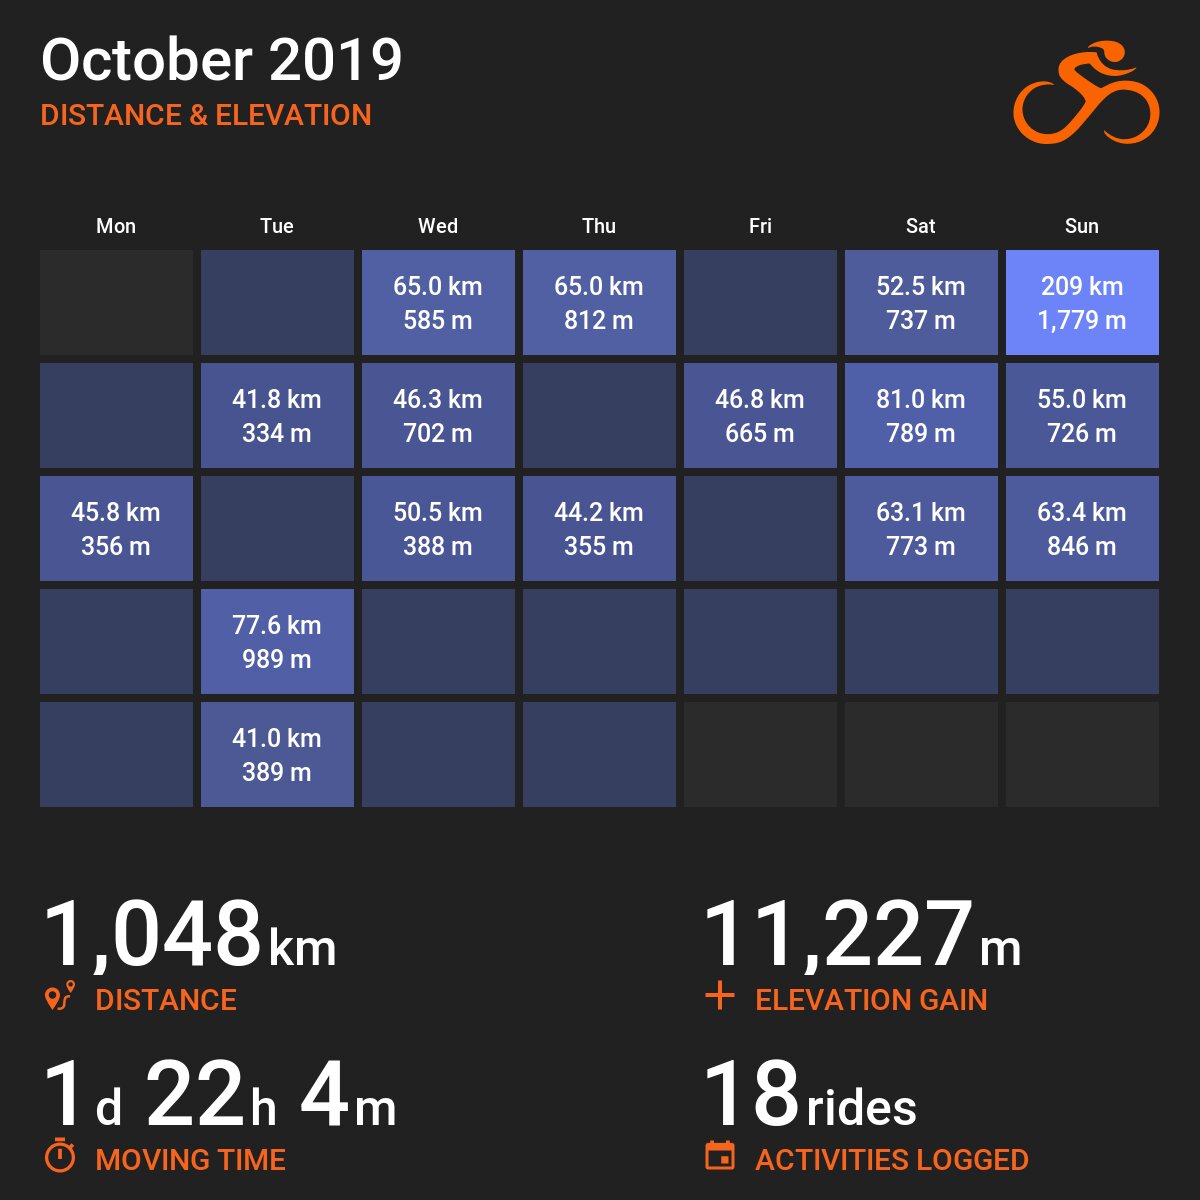 October 2019
DISTANCE & ELEVATION
Mon Tue Wed Thu Fri Sat Sun
65.0 km 65.0 km 52.5 km 209 km
585 m 812 m 737 m 1,779 m
41.8 km 46.3 km 46.8 km 81.0 km 55.0 km
334 m 702 m 665 m 789 m 726 m
45.8 km 50.5 km 44.2 km 63.1 km 63.4 km
356 m 388 m 355 m 773 m 846 m
77.6 km
989 m
41.0 km
389 m
1,048 km 11,227 m
DISTANCE ELEVATION GAIN
1 d 22 h 4 m 18 rides
MOVING TIME ACTIVITIES LOGGED